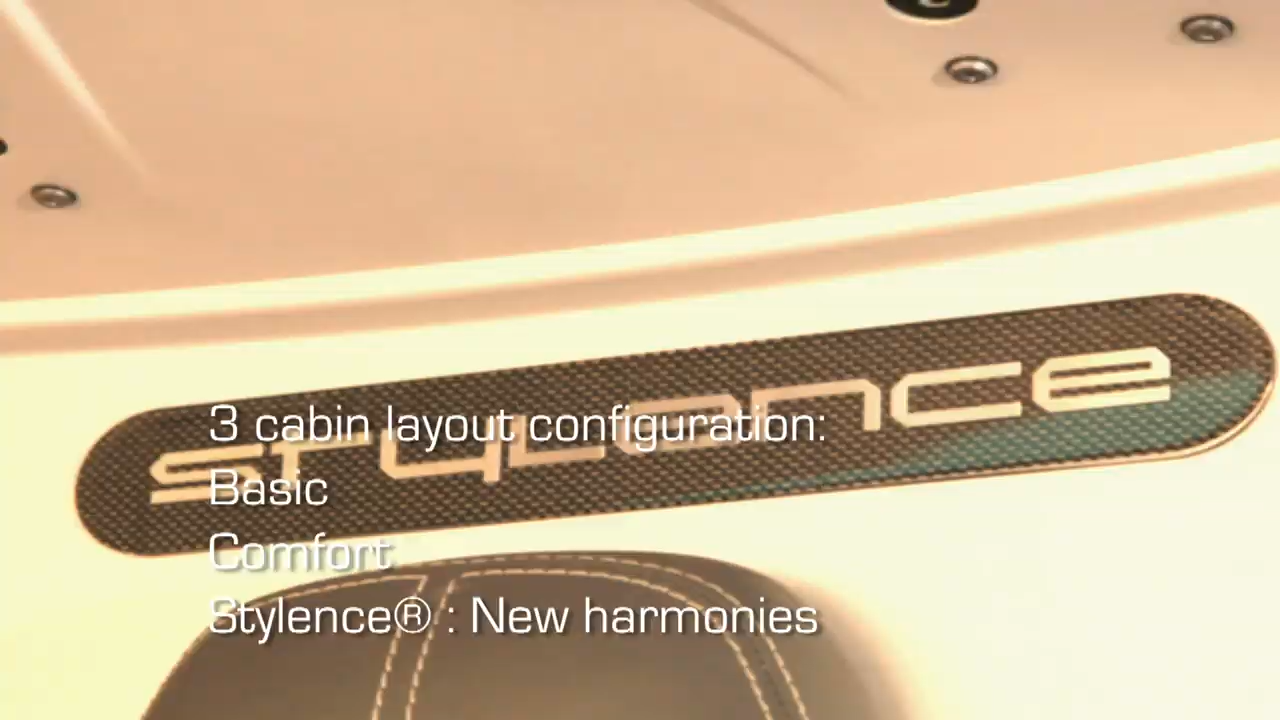 stylence
3 cabin layout configuration:
Basic
Comfort
Stylence® : New harmonies